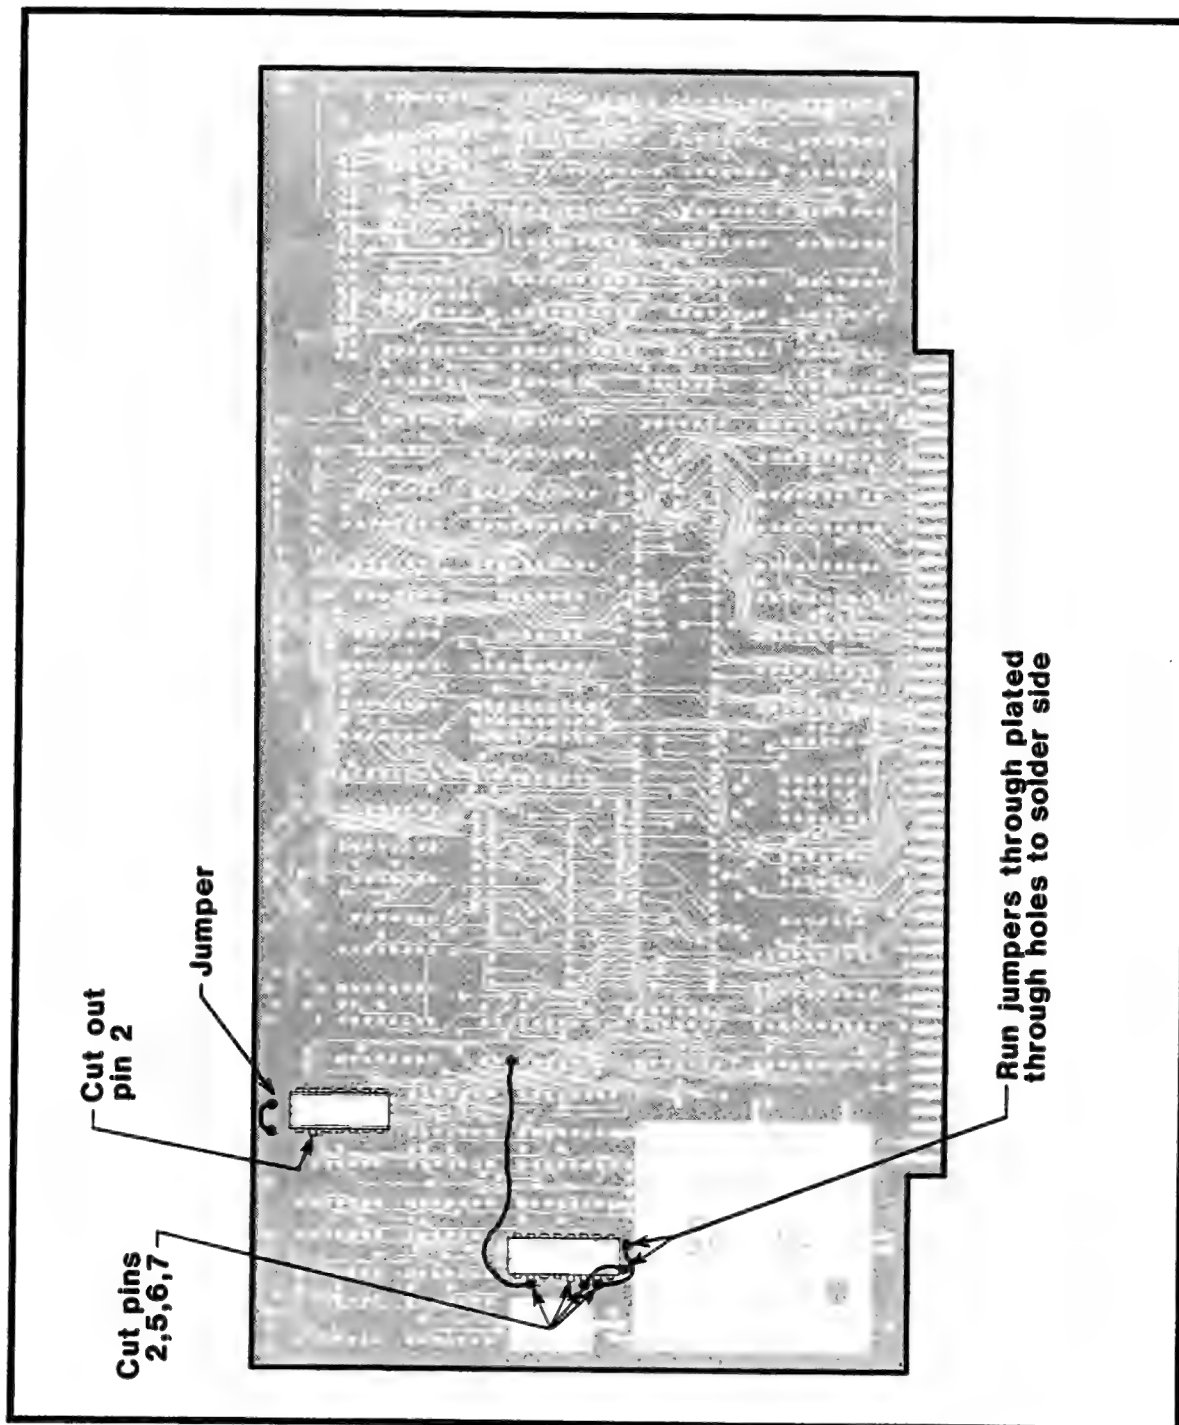 Cut pins
2,5,6,7
Cut out
pin 2
Jumper
Run jumpers through plated
through holes to solder side